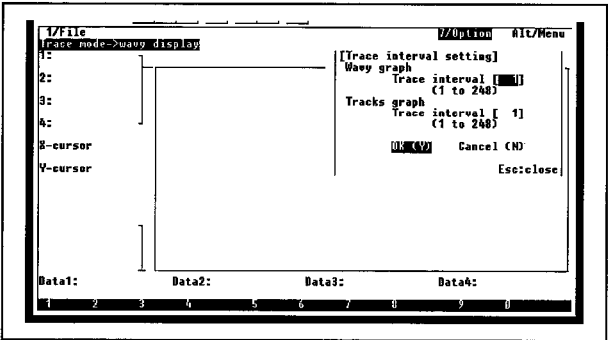 1/File 7/Option Alt/Menu
Trace mode->wavy display
1:
2:
3:
4:
X-cursor
Y-cursor
[Trace interval setting]
Wavy graph
Trace interval [ 1]
(1 to 248)
Tracks graph
Trace interval [ 1]
(1 to 248)
OK (Y) Cancel (N)
Esc:close
Data1: Data2: Data3: Data4:
1 2 3 4 5 6 7 8 9 0